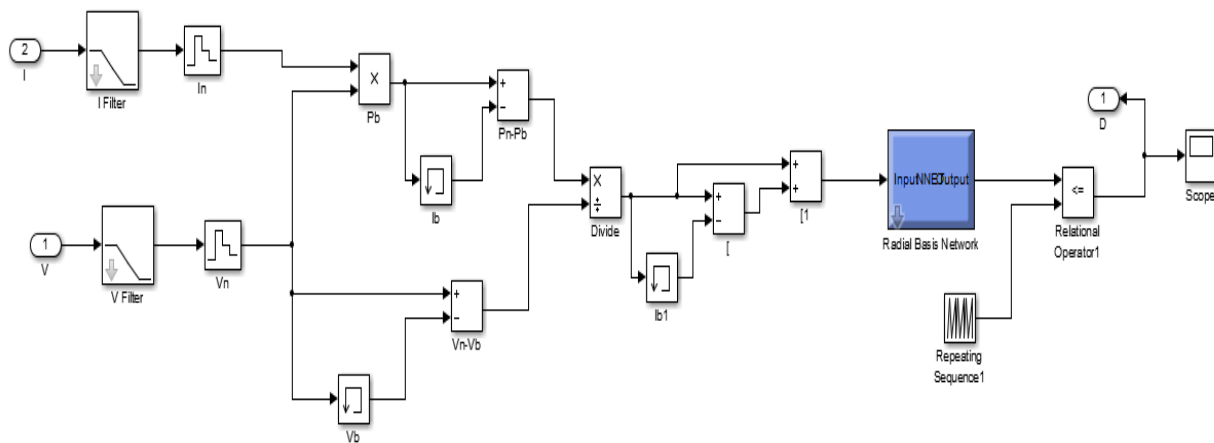 2
I
I Filter
In
×
Pb
+
−
Pn-Pb
Ib
1
V
V Filter
Vn
+
−
Vn-Vb
Vb
×
÷
Divide
+
−
[
Ib1
+
+
[1
Input
NNET
Output
Radial Basis Network
<=
Relational
Operator1
Repeating
Sequence1
1
D
Scope